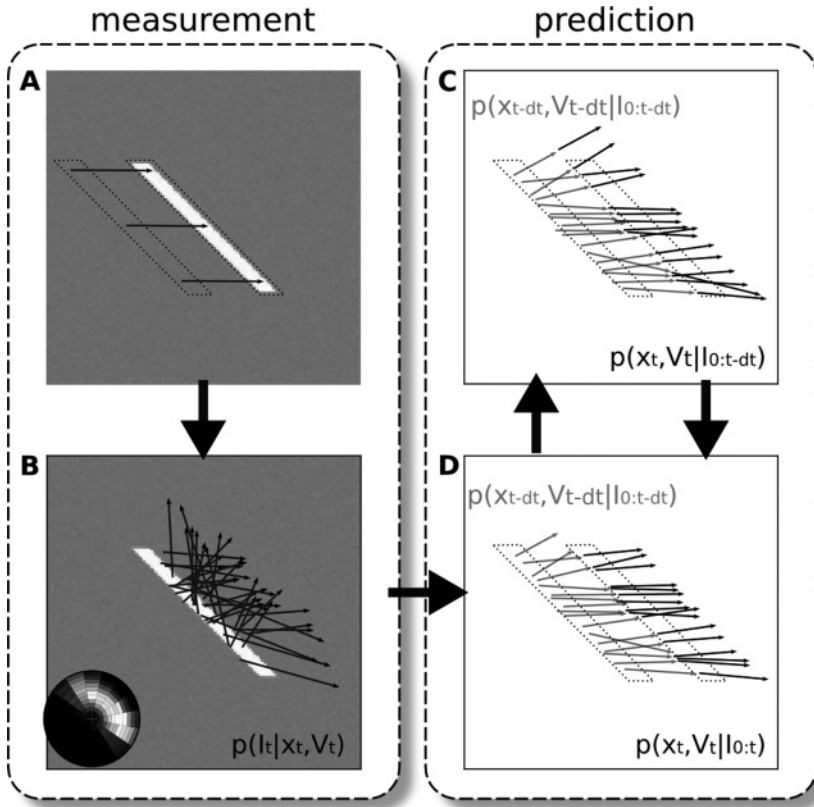 measurement
prediction
A
C
p(xt-dt,Vt-dt|I0:t-dt)
p(xt,Vt|I0:t-dt)
B
D
p(xt-dt,Vt-dt|I0:t-dt)
p(It|xt,Vt)
p(xt,Vt|I0:t)